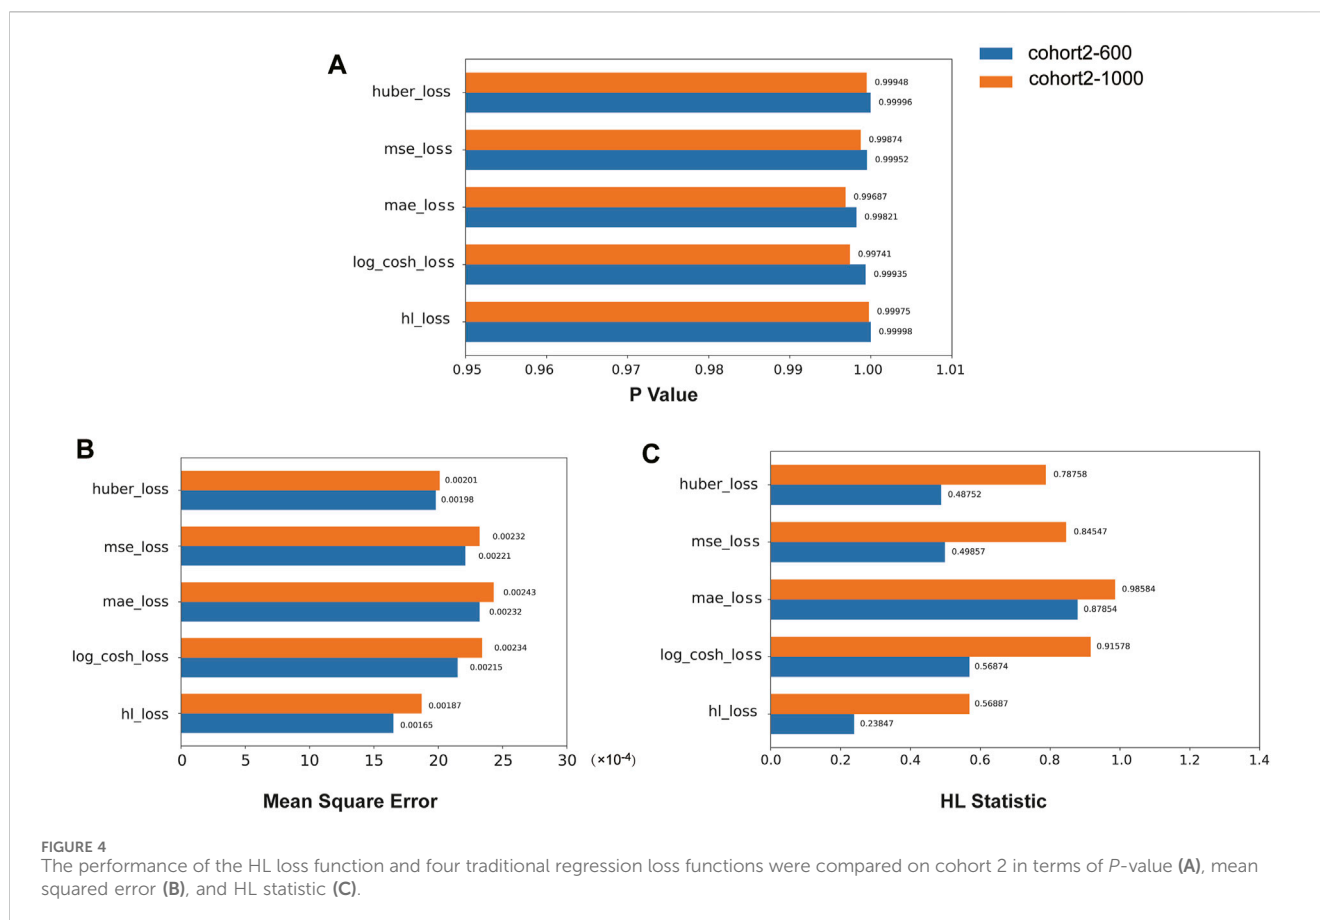 A
cohort2-600
cohort2-1000
huber_loss
0.99948
0.99996
mse_loss
0.99874
0.99952
mae_loss
0.99687
0.99821
log_cosh_loss
0.99741
0.99935
hl_loss
0.99975
0.99998
0.95 0.96 0.97 0.98 0.99 1.00 1.01
P Value
B
huber_loss
0.00201
0.00198
mse_loss
0.00232
0.00221
mae_loss
0.00243
0.00232
log_cosh_loss
0.00234
0.00215
hl_loss
0.00187
0.00165
0 5 10 15 20 25 30 (×10-4)
Mean Square Error
C
huber_loss
0.78758
0.48752
mse_loss
0.84547
0.49857
mae_loss
0.98584
0.87854
log_cosh_loss
0.91578
0.56874
hl_loss
0.56887
0.23847
0.0 0.2 0.4 0.6 0.8 1.0 1.2 1.4
HL Statistic
FIGURE 4
The performance of the HL loss function and four traditional regression loss functions were compared on cohort 2 in terms of P-value (A), mean
squared error (B), and HL statistic (C).